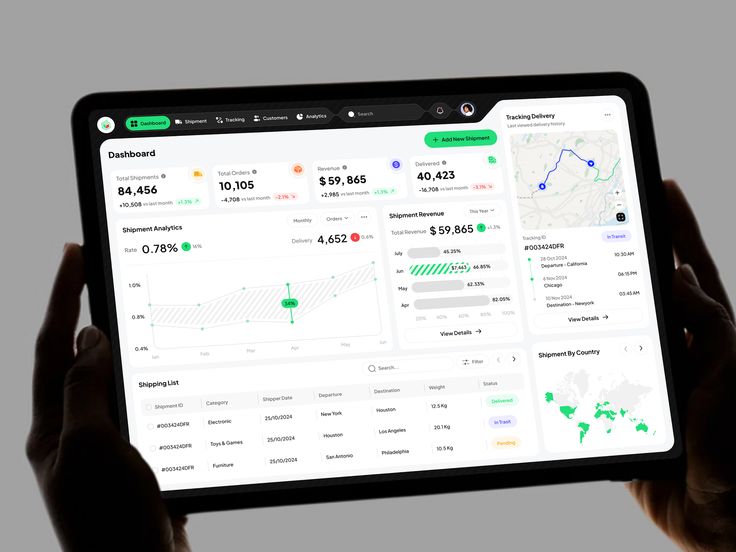 Dashboard
Shipment
Tracking
Customers
Analytics
Search
Dashboard
+ Add New Shipment
Total Shipments
84,456
+10,508 vs last month +1.3%
Total Orders
10,105
-4,708 vs last month -2.1%
Revenue
$ 59, 865
+2,985 vs last month +1.3%
Delivered
40,423
-16,708 vs last month -3.1%
Shipment Analytics
Monthly
Orders
Rate 0.78% 16%
Delivery 4,652 0.6%
1.0%
0.8%
0.4%
34%
Jan
Feb
Mar
Apr
May
Jun
Shipment Revenue
This Year
Total Revenue $ 59,865 +1.3%
July 45.25%
Jun $7,463 66.85%
May 62.33%
Apr 82.05%
20% 40% 60% 80% 100%
View Details
Tracking Delivery
Last viewed delivery history
Tracking ID
#003424DFR
In Transit
28 Oct 2024
Departure - California
10:30 AM
6 Nov 2024
Chicago
06:15 PM
10 Nov 2024
Destination - Newyork
03:45 AM
View Details
Shipping List
Search...
Filter
Shipment ID Category Shipper Date Departure Destination Weight Status
#003424DFR Electronic 25/10/2024 New York Houston 12.5 Kg Delivered
#003424DFR Toys & Games 25/10/2024 Houston Los Angeles 20.1 Kg In Trasit
#003424DFR Furniture 25/10/2024 San Antonio Philadelphia 10.5 Kg Pending
Shipment By Country